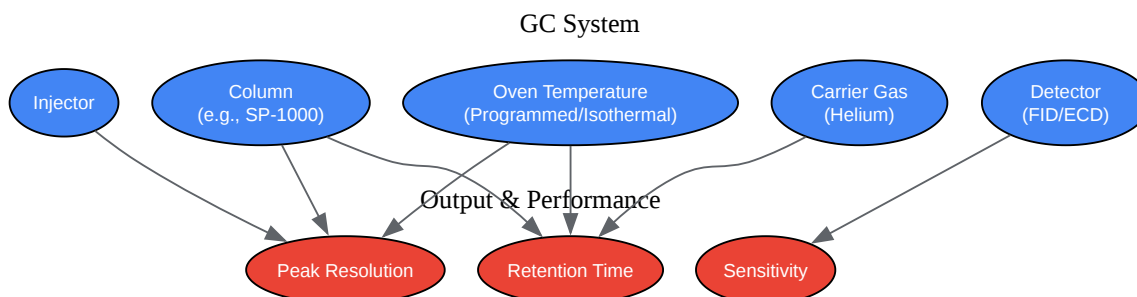 GC System
Injector
Column
(e.g., SP-1000)
Oven Temperature
(Programmed/Isothermal)
Carrier Gas
(Helium)
Detector
(FID/ECD)
Output & Performance
Peak Resolution
Retention Time
Sensitivity